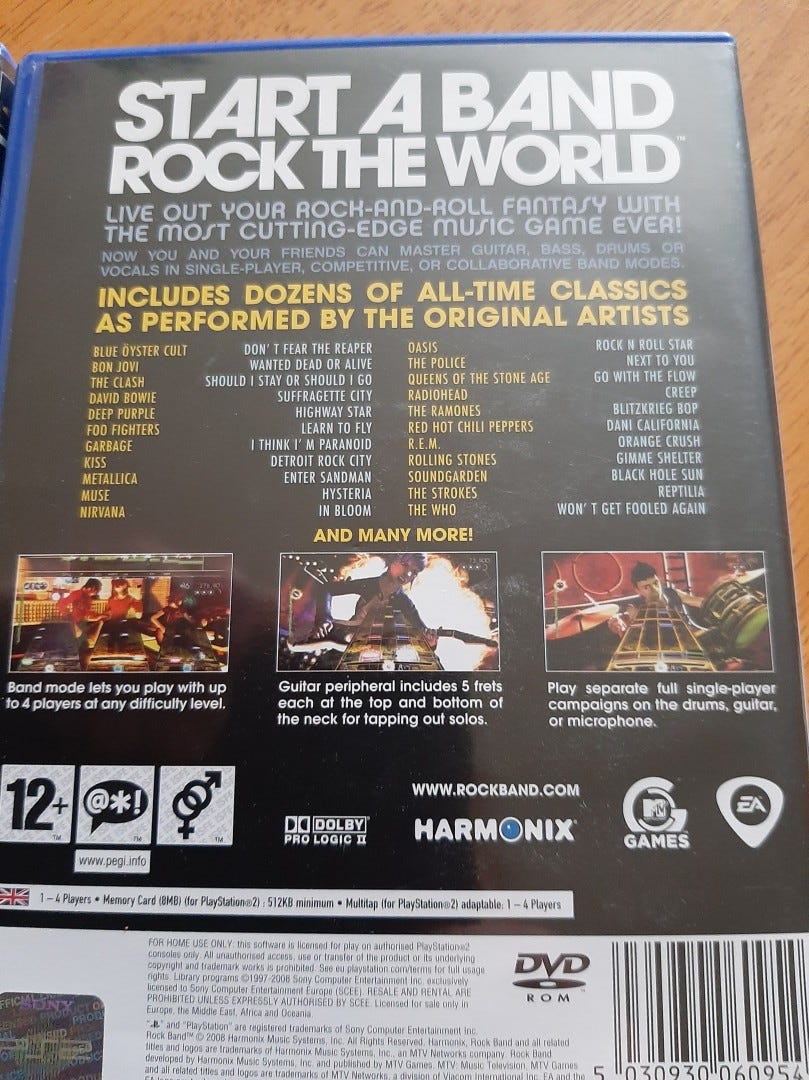 START A BAND
ROCK THE WORLD™
LIVE OUT YOUR ROCK-AND-ROLL FANTASY WITH
THE MOST CUTTING-EDGE MUSIC GAME EVER!
NOW YOU AND YOUR FRIENDS CAN MASTER GUITAR, BASS, DRUMS OR
VOCALS IN SINGLE-PLAYER, COMPETITIVE, OR COLLABORATIVE BAND MODES.
INCLUDES DOZENS OF ALL-TIME CLASSICS
AS PERFORMED BY THE ORIGINAL ARTISTS
BLUE ÖYSTER CULT DON'T FEAR THE REAPER
BON JOVI WANTED DEAD OR ALIVE
THE CLASH SHOULD I STAY OR SHOULD I GO
DAVID BOWIE SUFFRAGETTE CITY
DEEP PURPLE HIGHWAY STAR
FOO FIGHTERS LEARN TO FLY
GARBAGE I THINK I'M PARANOID
KISS DETROIT ROCK CITY
METALLICA ENTER SANDMAN
MUSE HYSTERIA
NIRVANA IN BLOOM
OASIS ROCK N ROLL STAR
THE POLICE NEXT TO YOU
QUEENS OF THE STONE AGE GO WITH THE FLOW
RADIOHEAD CREEP
THE RAMONES BLITZKRIEG BOP
RED HOT CHILI PEPPERS DANI CALIFORNIA
R.E.M. ORANGE CRUSH
ROLLING STONES GIMME SHELTER
SOUNDGARDEN BLACK HOLE SUN
THE STROKES REPTILIA
THE WHO WON'T GET FOOLED AGAIN
AND MANY MORE!
Band mode lets you play with up
to 4 players at any difficulty level.
Guitar peripheral includes 5 frets
each at the top and bottom of
the neck for tapping out solos.
Play separate full single-player
campaigns on the drums, guitar,
or microphone.
12+
@*!
www.pegi.info
DOLBY
PRO LOGIC II
WWW.ROCKBAND.COM
HARMONIX
MTV
GAMES
EA
1 – 4 Players • Memory Card (8MB) (for PlayStation®2) : 512KB minimum • Multitap (for PlayStation®2) adaptable: 1 – 4 Players
FOR HOME USE ONLY: this software is licensed for play on authorised PlayStation®2
consoles only. All unauthorised access, use or transfer of the product or its underlying
copyright and trademark works is prohibited. See eu.playstation.com/terms for full usage
rights. Library programs ©1997-2008 Sony Computer Entertainment Inc. exclusively
licensed to Sony Computer Entertainment Europe (SCEE). RESALE AND RENTAL ARE
PROHIBITED UNLESS EXPRESSLY AUTHORISED BY SCEE. Licensed for sale only in
Europe, the Middle East, Africa and Oceania.
and "PlayStation" are registered trademarks of Sony Computer Entertainment Inc.
Rock Band™ © 2008 Harmonix Music Systems, Inc. All Rights Reserved. Harmonix, Rock Band and all related
titles and logos are trademarks of Harmonix Music Systems, Inc., an MTV Networks company. Rock Band
developed by Harmonix Music Systems, Inc. and published by MTV Games. MTV: Music Television, MTV Games
and all related titles and logos are trademarks of MTV Networks, a division of Viacom International Inc. EA and the
DVD
ROM
SONY
5 030930 060954